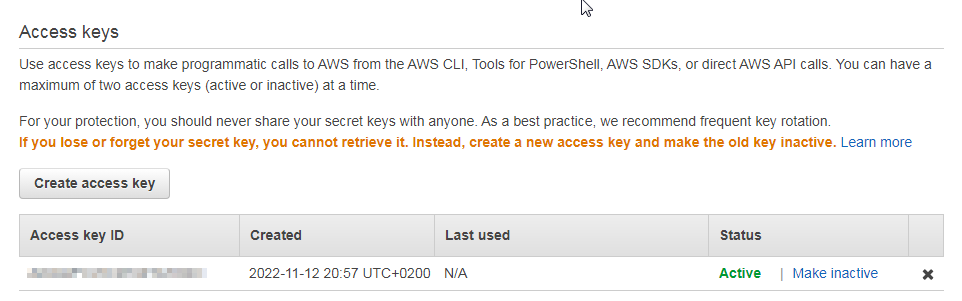 Access keys
Use access keys to make programmatic calls to AWS from the AWS CLI, Tools for PowerShell, AWS SDKs, or direct AWS API calls. You can have a
maximum of two access keys (active or inactive) at a time.
For your protection, you should never share your secret keys with anyone. As a best practice, we recommend frequent key rotation.
If you lose or forget your secret key, you cannot retrieve it. Instead, create a new access key and make the old key inactive. Learn more
Create access key
Access key ID Created Last used Status
2022-11-12 20:57 UTC+0200 N/A Active | Make inactive